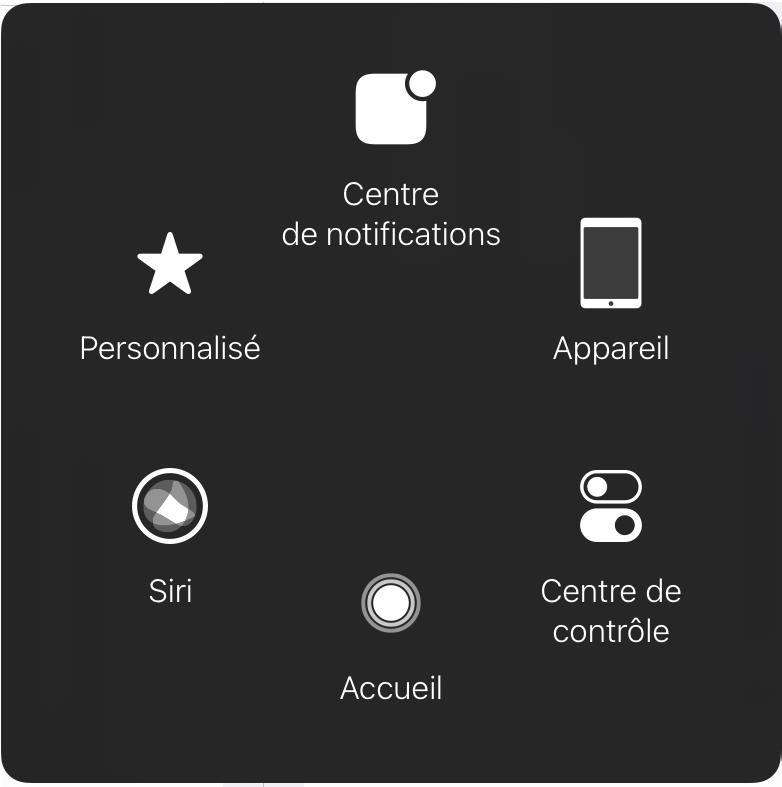 Centre
de notifications
Personnalisé
Appareil
Siri
Centre de
contrôle
Accueil